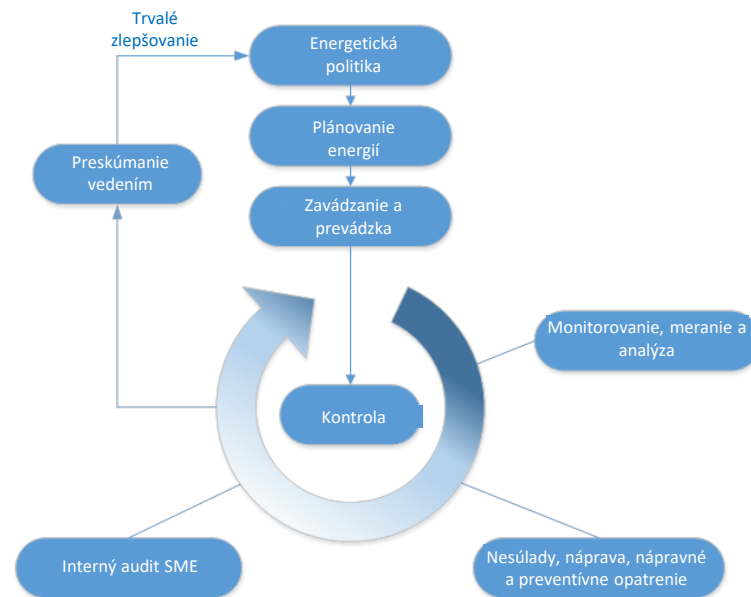 Trvalé
zlepšovanie
Energetická
politika
Plánovanie
energií
Preskúmanie
vedením
Zavádzanie a
prevádzka
Monitorovanie, meranie a
analýza
Kontrola
Interný audit SME
Nesúlady, náprava, nápravné
a preventívne opatrenie